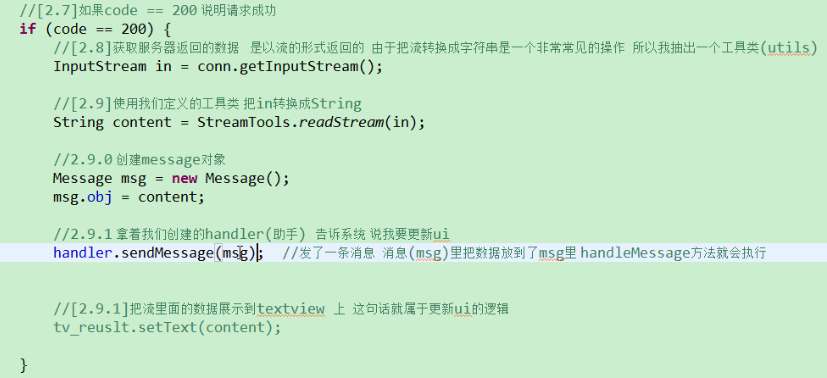 //[2.7]如果code == 200 说明请求成功
if (code == 200) {
//[2.8]获取服务器返回的数据 是以流的形式返回的 由于把流转换成字符串是一个非常常见的操作 所以我抽出一个工具类(utils)
InputStream in = conn.getInputStream();
//[2.9]使用我们定义的工具类 把in转换成String
String content = StreamTools.readStream(in);
//2.9.0 创建message对象
Message msg = new Message();
msg.obj = content;
//2.9.1 拿着我们创建的handler(助手) 告诉系统 说我要更新ui
handler.sendMessage(msg); //发了一条消息 消息(msg)里把数据放到了msg里 handleMessage方法就会执行
//[2.9.1]把流里面的数据展示到textview 上 这句话就属于更新ui的逻辑
tv_reuslt.setText(content);
}